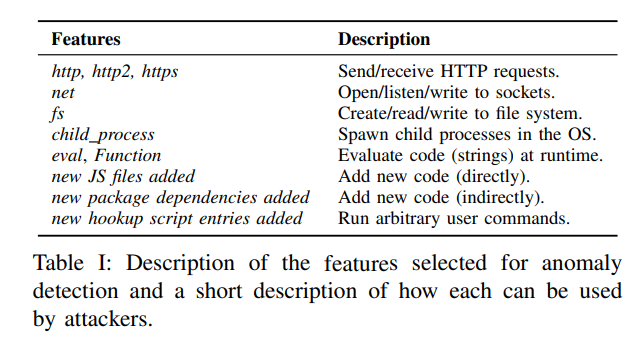 Features Description
http, http2, https Send/receive HTTP requests.
net Open/listen/write to sockets.
fs Create/read/write to file system.
child_process Spawn child processes in the OS.
eval, Function Evaluate code (strings) at runtime.
new JS files added Add new code (directly).
new package dependencies added Add new code (indirectly).
new hookup script entries added Run arbitrary user commands.
Table I: Description of the features selected for anomaly
detection and a short description of how each can be used
by attackers.